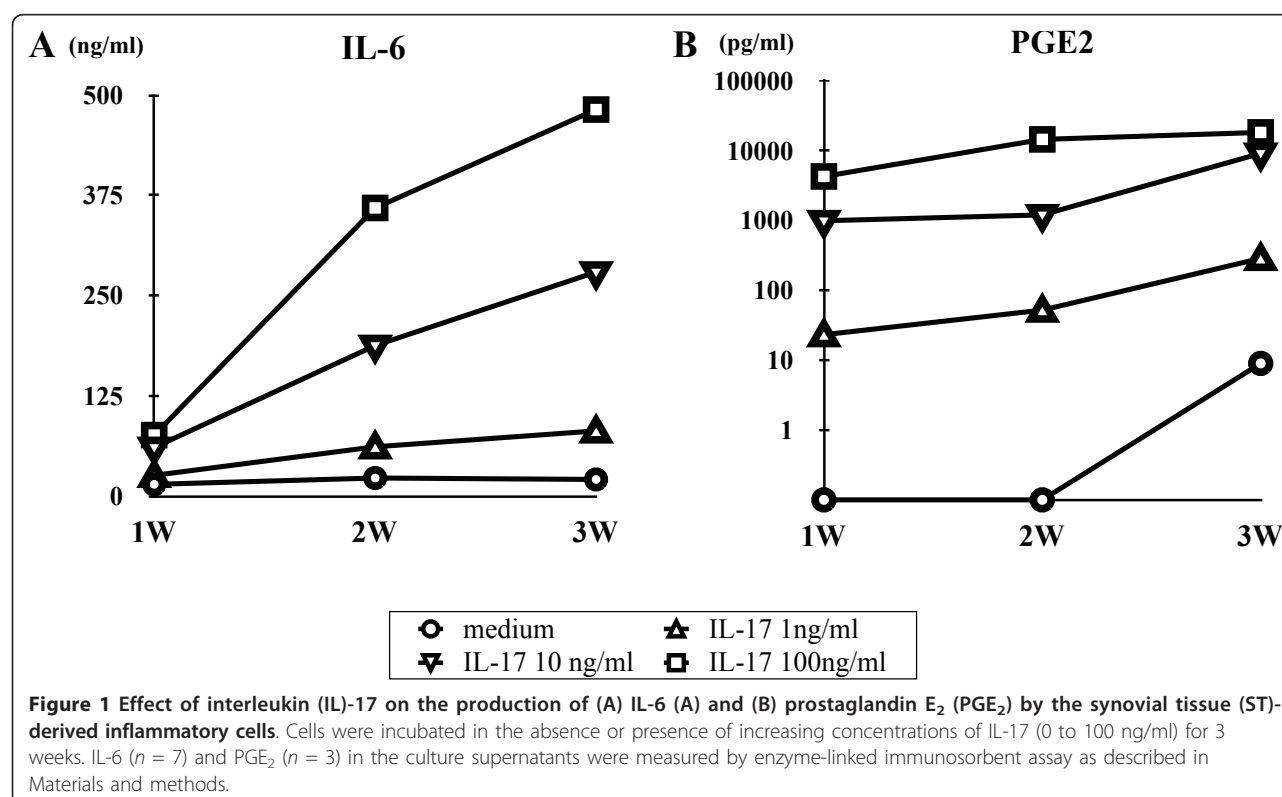 A (ng/ml) IL-6
500
375
250
125
0
1W 2W 3W
B (pg/ml) PGE2
100000
10000
1000
100
10
1
1W 2W 3W
medium IL-17 1ng/ml
IL-17 10 ng/ml IL-17 100ng/ml
Figure 1 Effect of interleukin (IL)-17 on the production of (A) IL-6 (A) and (B) prostaglandin E₂ (PGE₂) by the synovial tissue (ST)-
derived inflammatory cells. Cells were incubated in the absence or presence of increasing concentrations of IL-17 (0 to 100 ng/ml) for 3
weeks. IL-6 (n = 7) and PGE₂ (n = 3) in the culture supernatants were measured by enzyme-linked immunosorbent assay as described in
Materials and methods.